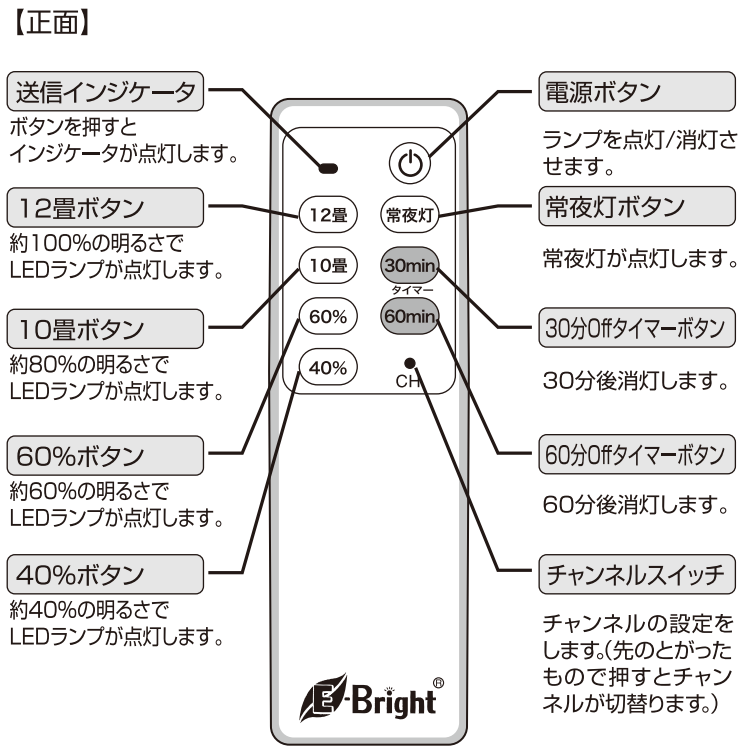 【正面】
送信インジケータ
ボタンを押すと
インジケータが点灯します。
12畳ボタン
約100%の明るさで
LEDランプが点灯します。
10畳ボタン
約80%の明るさで
LEDランプが点灯します。
60%ボタン
約60%の明るさで
LEDランプが点灯します。
40%ボタン
約40%の明るさで
LEDランプが点灯します。
12畳
常夜灯
10畳
30min
タイマー
60%
60min
40%
CH
E-Bright®
電源ボタン
ランプを点灯/消灯さ
せます。
常夜灯ボタン
常夜灯が点灯します。
30分Offタイマーボタン
30分後消灯します。
60分Offタイマーボタン
60分後消灯します。
チャンネルスイッチ
チャンネルの設定を
します。(先のとがった
もので押すとチャン
ネルが切替ります。)